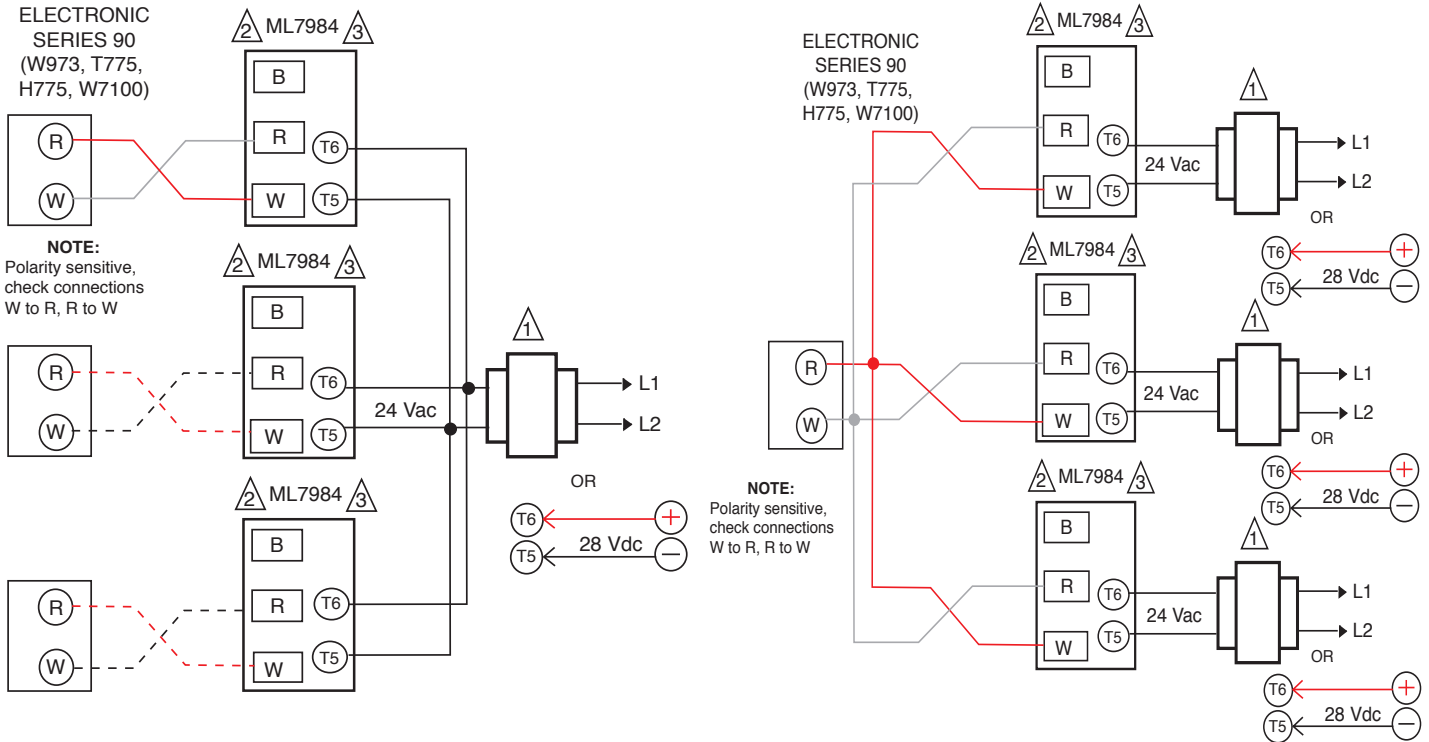 ELECTRONIC
SERIES 90
(W973, T775,
H775, W7100)
2 ML7984 3
B
R
R
T6
W
W
T5
NOTE:
Polarity sensitive,
check connections
W to R, R to W
2 ML7984 3
B
R
R
T6
W
W
T5
24 Vac
1
L1
L2
OR
T6
+
T5
28 Vdc
—
2 ML7984 3
B
R
R
T6
W
W
T5
ELECTRONIC
SERIES 90
(W973, T775,
H775, W7100)
R
W
NOTE:
Polarity sensitive,
check connections
W to R, R to W
2 ML7984 3
B
R
T6
W
T5
24 Vac
1
L1
L2
OR
T6
+
T5
28 Vdc
—
2 ML7984 3
B
R
T6
W
T5
24 Vac
1
L1
L2
OR
T6
+
T5
28 Vdc
—
2 ML7984 3
B
R
T6
W
T5
24 Vac
1
L1
L2
OR
T6
+
T5
28 Vdc
—